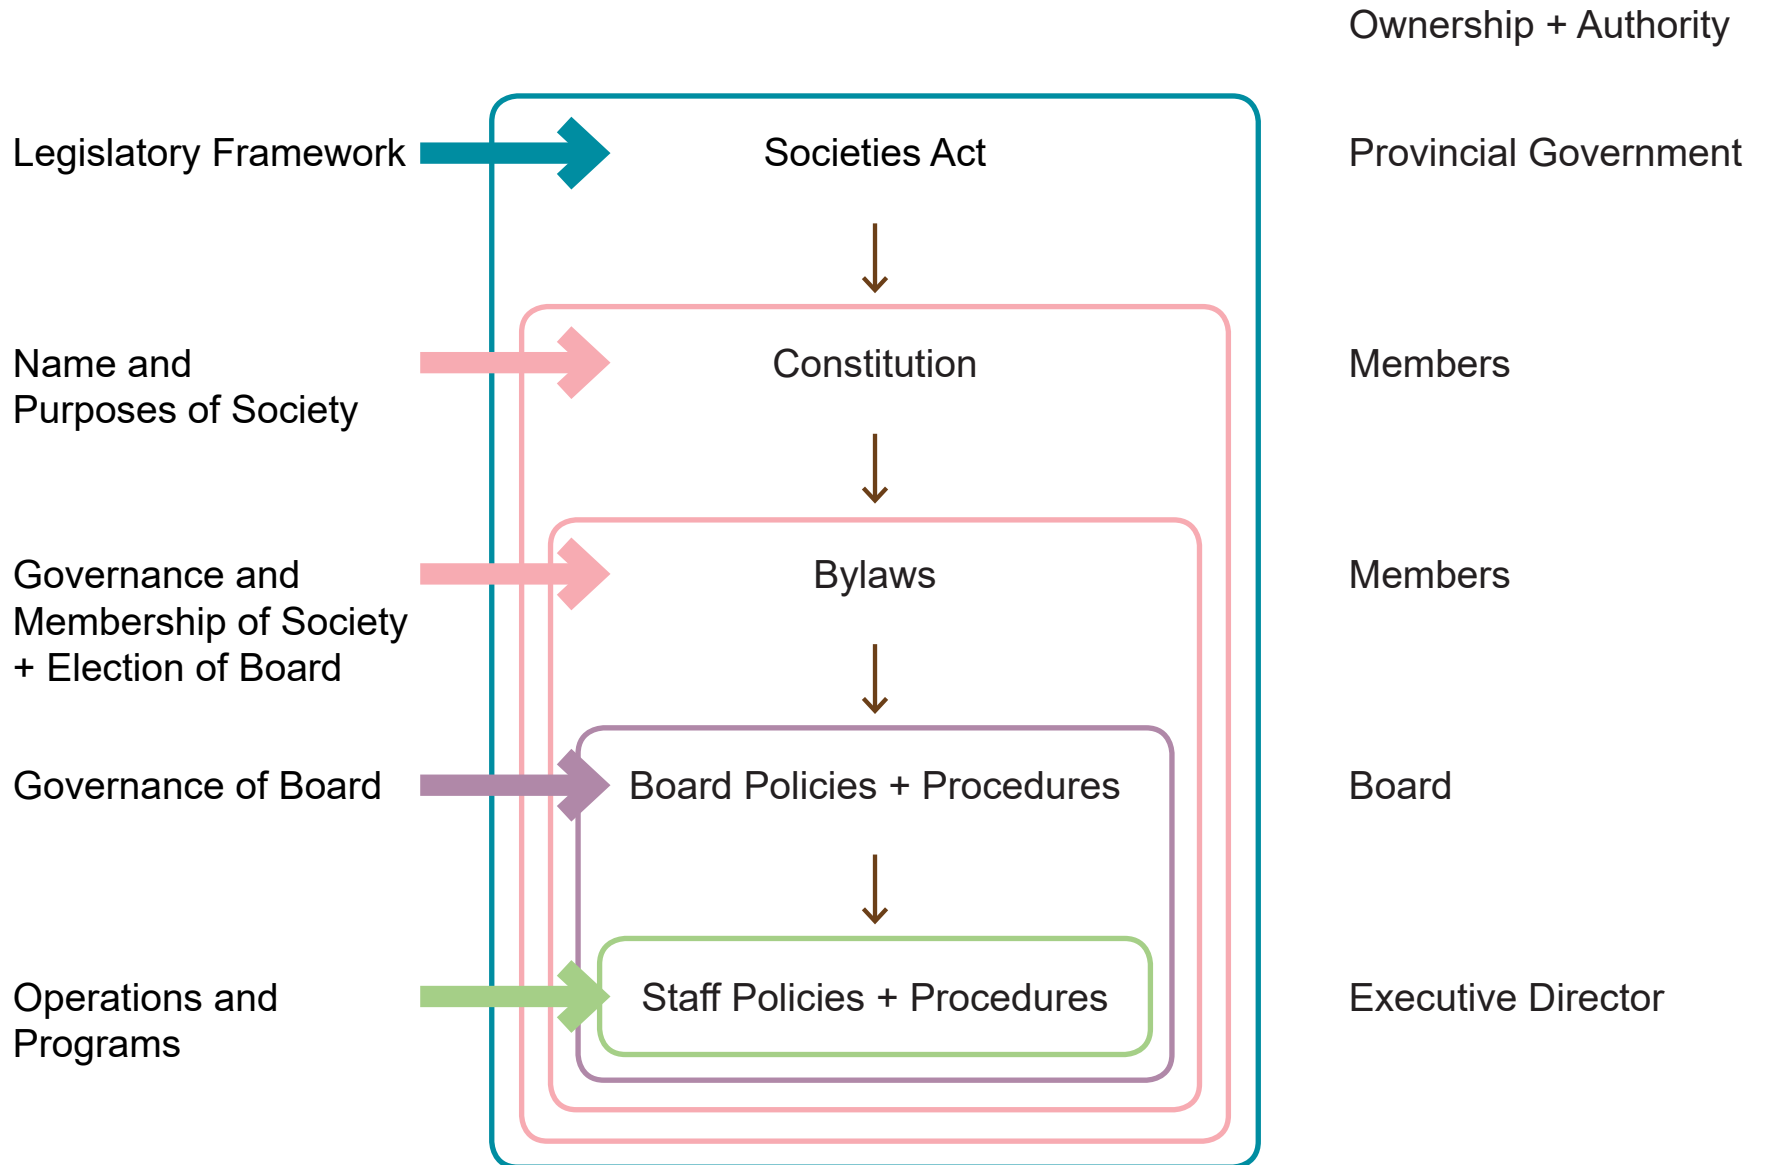 Ownership + Authority
Legislatory Framework
Societies Act
Provincial Government
Name and
Purposes of Society
Constitution
Members
Governance and
Membership of Society
+ Election of Board
Bylaws
Members
Governance of Board
Board Policies + Procedures
Board
Operations and
Programs
Staff Policies + Procedures
Executive Director